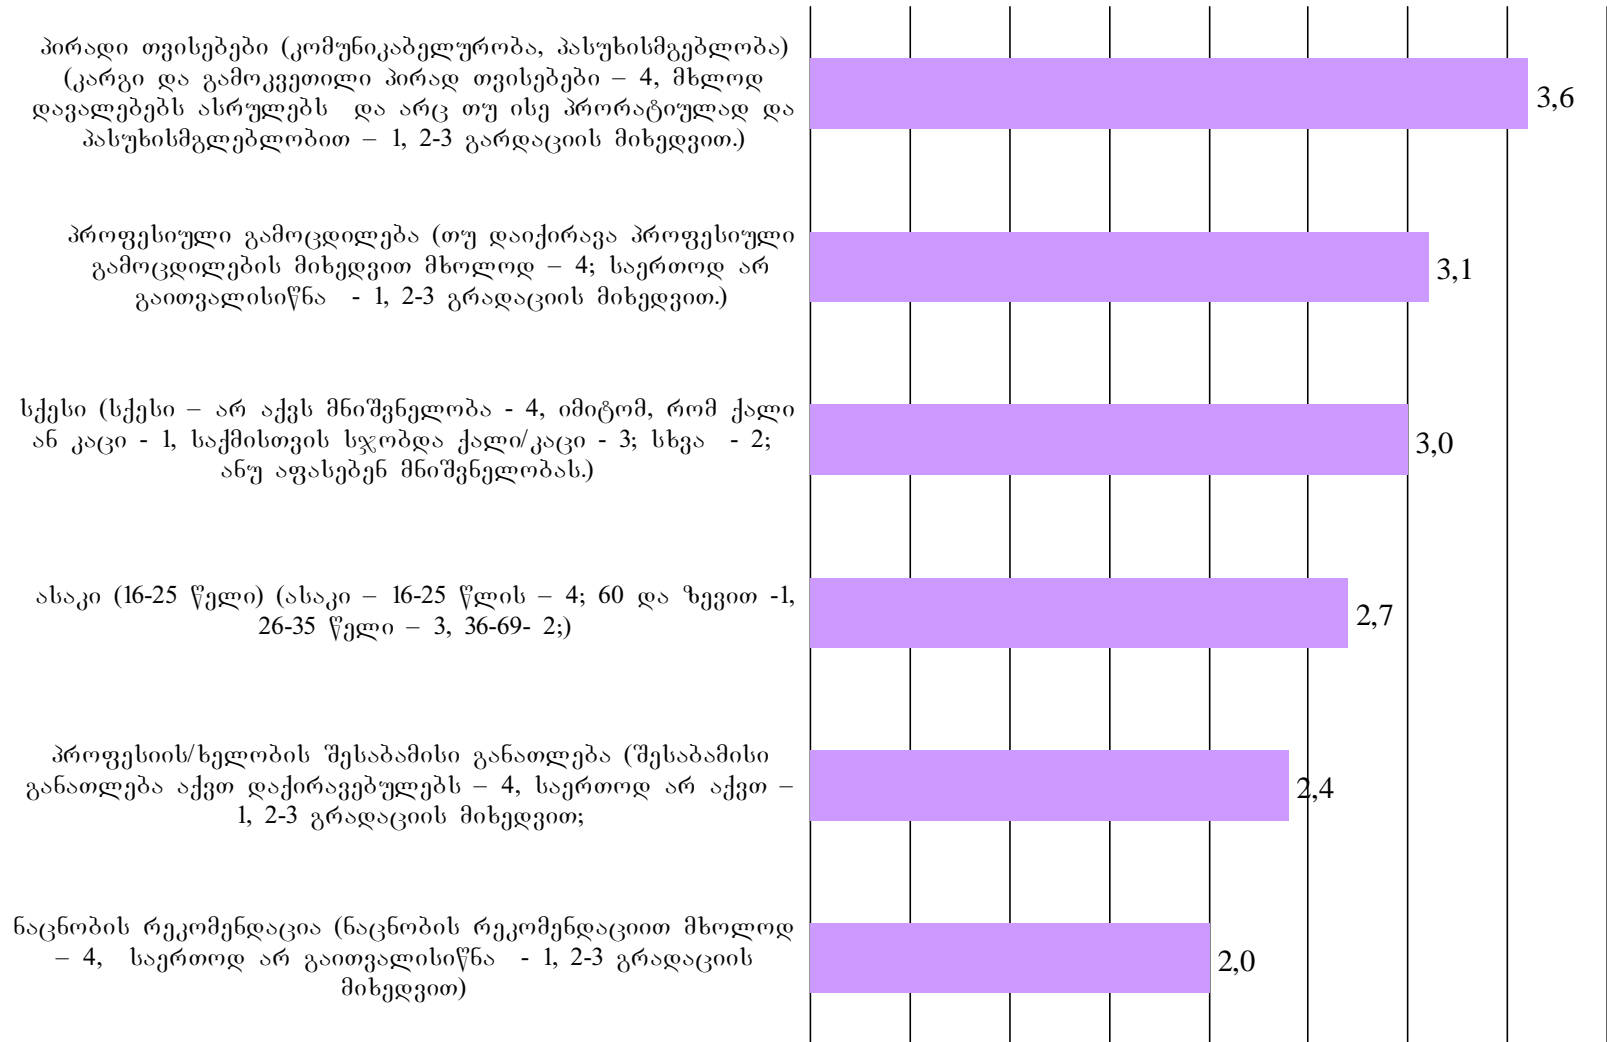 პირადი თვისებები (კომუნიკაბელურობა, პასუხისმგებლობა)
(კარგი და გამოკვეთილი პირად თვისებები – 4, მხლოდ
დავალებებს ასრულებს და არც თუ ისე პრორატიულად და
პასუხისმგლებლობით – 1, 2-3 გარდაციის მიხედვით.)
3,6
პროფესიული გამოცდილება (თუ დაიქირავა პროფესიული
გამოცდილების მიხედვით მხოლოდ – 4; საერთოდ არ
გაითვალისიწნა - 1, 2-3 გრადაციის მიხედვით.)
3,1
სქესი (სქესი – არ აქვს მნიშვნელობა - 4, იმიტომ, რომ ქალი
ან კაცი - 1, საქმისთვის სჯობდა ქალი/კაცი - 3; სხვა - 2;
ანუ აფასებენ მნიშვნელობას.)
3,0
ასაკი (16-25 წელი) (ასაკი – 16-25 წლის – 4; 60 და ზევით -1,
26-35 წელი – 3, 36-69- 2;)
2,7
პროფესიის/ხელობის შესაბამისი განათლება (შესაბამისი
განათლება აქვთ დაქირავებულებს – 4, საერთოდ არ აქვთ –
1, 2-3 გრადაციის მიხედვით;
2,4
ნაცნობის რეკომენდაცია (ნაცნობის რეკომენდაციით მხოლოდ
– 4, საერთოდ არ გაითვალისიწნა - 1, 2-3 გრადაციის
მიხედვით)
2,0